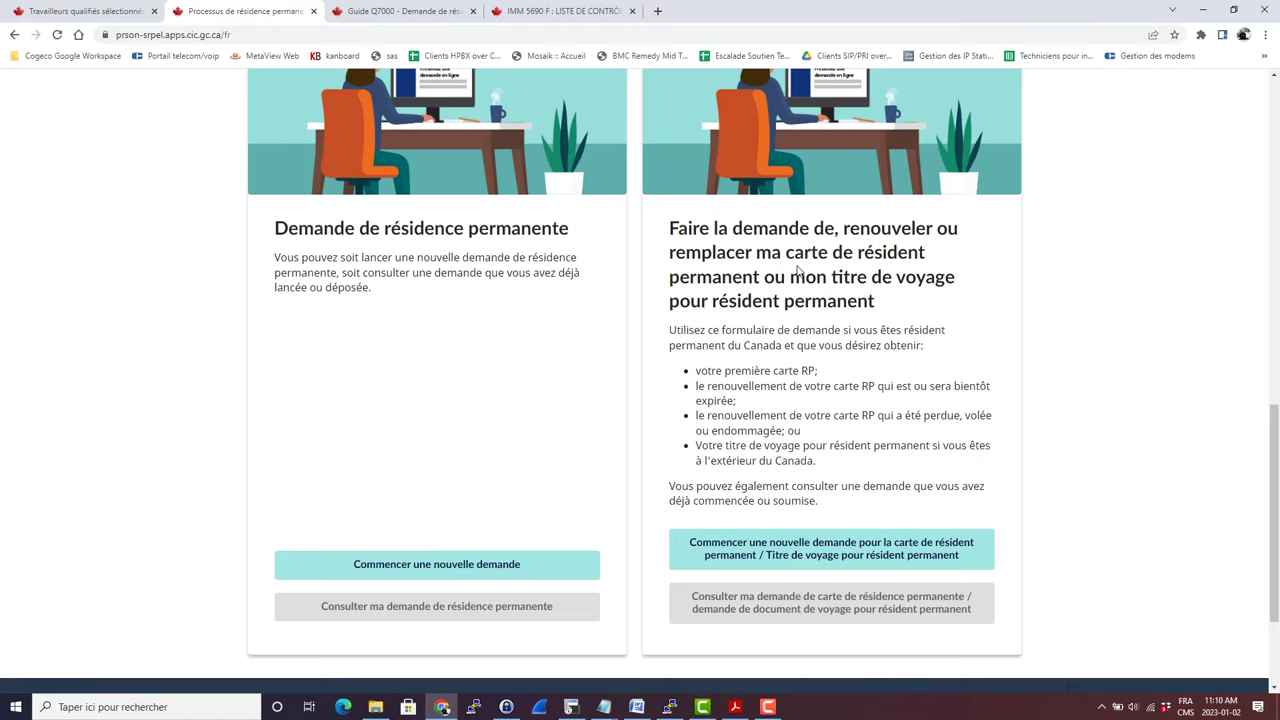 Travailleurs qualifiés sélectionnés
Processus de résidence permane
Guide Q7000 - Demande de rési
IMM 5690 F : LISTE DE CONTRÔL
prson-srpel.apps.cic.gc.ca/fr
Cogeco Google Workspace
Portail telecom/voip
MetaView Web
KB kanboard
sas
Clients HPBX over C...
Mosaik :: Accueil
BMC Remedy Mid T...
Escalade Soutien Te...
Clients SIP/PRI over...
Gestion des IP Stati...
Techniciens pour in...
Gestion des modems
Demande de résidence permanente
Vous pouvez soit lancer une nouvelle demande de résidence
permanente, soit consulter une demande que vous avez déjà
lancée ou déposée.
Commencer une nouvelle demande
Consulter ma demande de résidence permanente
demande en ligne
Faire la demande de, renouveler ou
remplacer ma carte de résident
permanent ou mon titre de voyage
pour résident permanent
Utilisez ce formulaire de demande si vous êtes résident
permanent du Canada et que vous désirez obtenir:
votre première carte RP;
le renouvellement de votre carte RP qui est ou sera bientôt
expirée;
le renouvellement de votre carte RP qui a été perdue, volée
ou endommagée; ou
Votre titre de voyage pour résident permanent si vous êtes
à l'extérieur du Canada.
Vous pouvez également consulter une demande que vous avez
déjà commencée ou soumise.
Commencer une nouvelle demande pour la carte de résident
permanent / Titre de voyage pour résident permanent
Consulter ma demande de carte de résidence permanente /
demande de document de voyage pour résident permanent
Taper ici pour rechercher
FRA
CMS
11:10 AM
2023-01-02